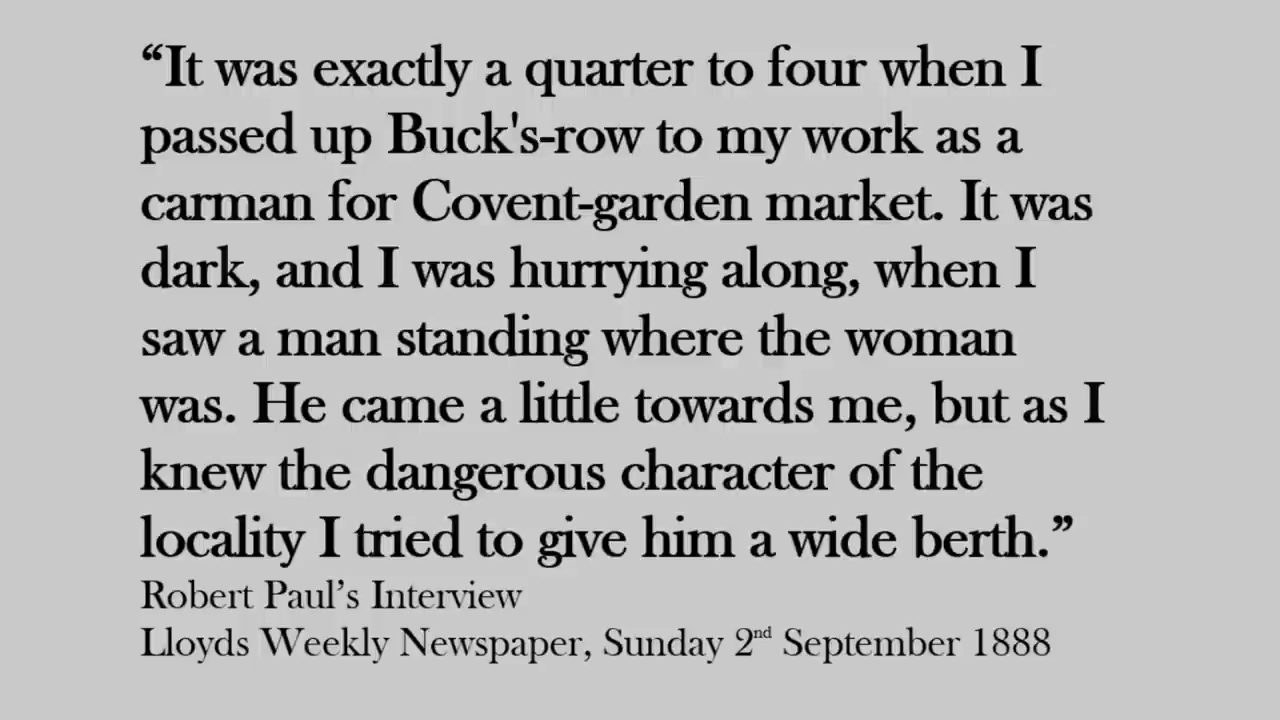 “It was exactly a quarter to four when I
passed up Buck's-row to my work as a
carman for Covent-garden market. It was
dark, and I was hurrying along, when I
saw a man standing where the woman
was. He came a little towards me, but as I
knew the dangerous character of the
locality I tried to give him a wide berth.”
Robert Paul’s Interview
Lloyds Weekly Newspaper, Sunday 2nd September 1888